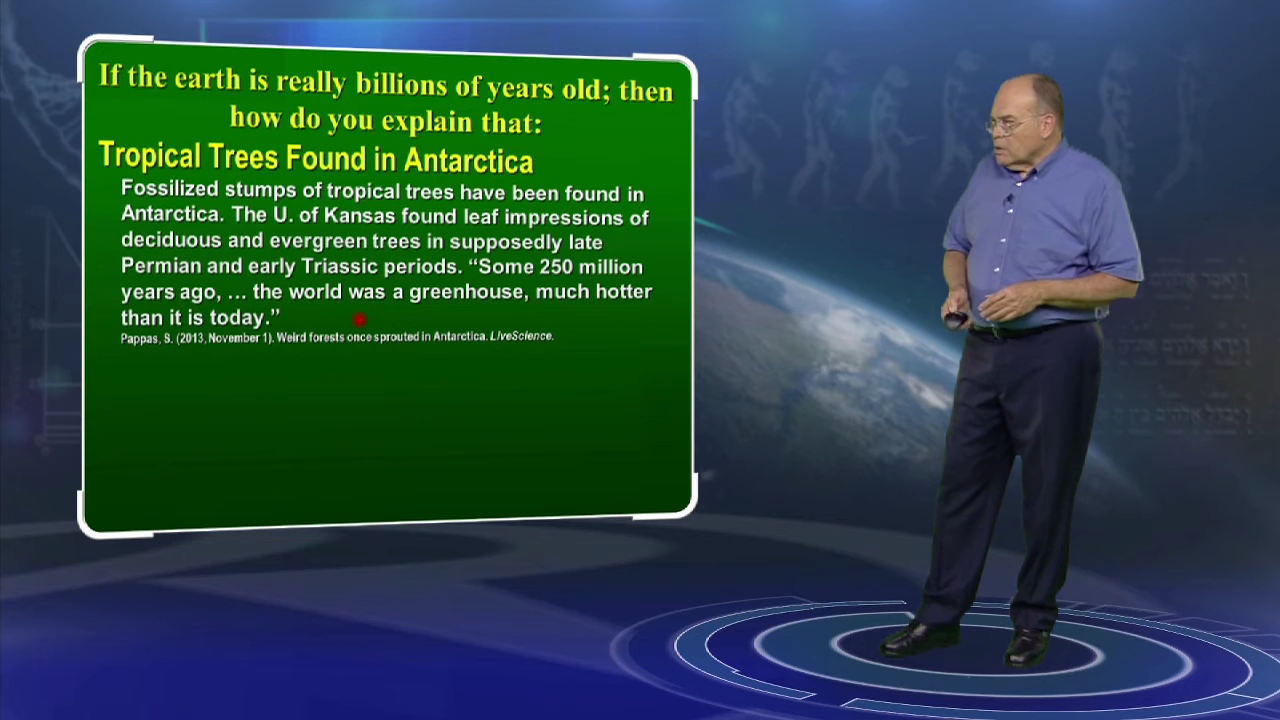 If the earth is really billions of years old; then
how do you explain that:
Tropical Trees Found in Antarctica
Fossilized stumps of tropical trees have been found in
Antarctica. The U. of Kansas found leaf impressions of
deciduous and evergreen trees in supposedly late
Permian and early Triassic periods. “Some 250 million
years ago, ... the world was a greenhouse, much hotter
than it is today.”
Pappas, S. (2013, November 1). Weird forests once sprouted in Antarctica. LiveScience.